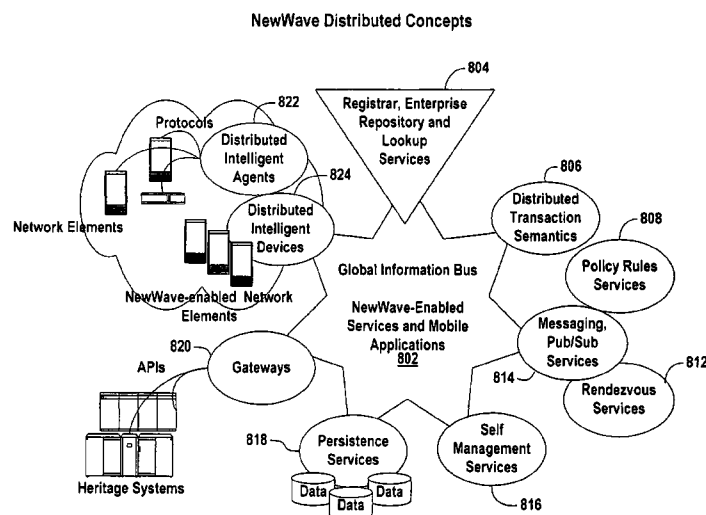 NewWave Distributed Concepts
804
822
Registrar, Enterprise
Repository and
Lookup
Services
Protocols
Distributed
Intelligent
Agents
824
806
Distributed
Transaction
Semantics
808
Network Elements
Distributed
Intelligent
Devices
Policy Rules
Services
Global Information Bus
NewWave-enabled Network
Elements
NewWave-Enabled
Services and Mobile
Applications
802
Messaging,
Pub/Sub
Services
814
812
Rendezvous
Services
820
APIs
Gateways
Heritage Systems
818
Persistence
Services
Data
Data
Data
Self
Management
Services
816